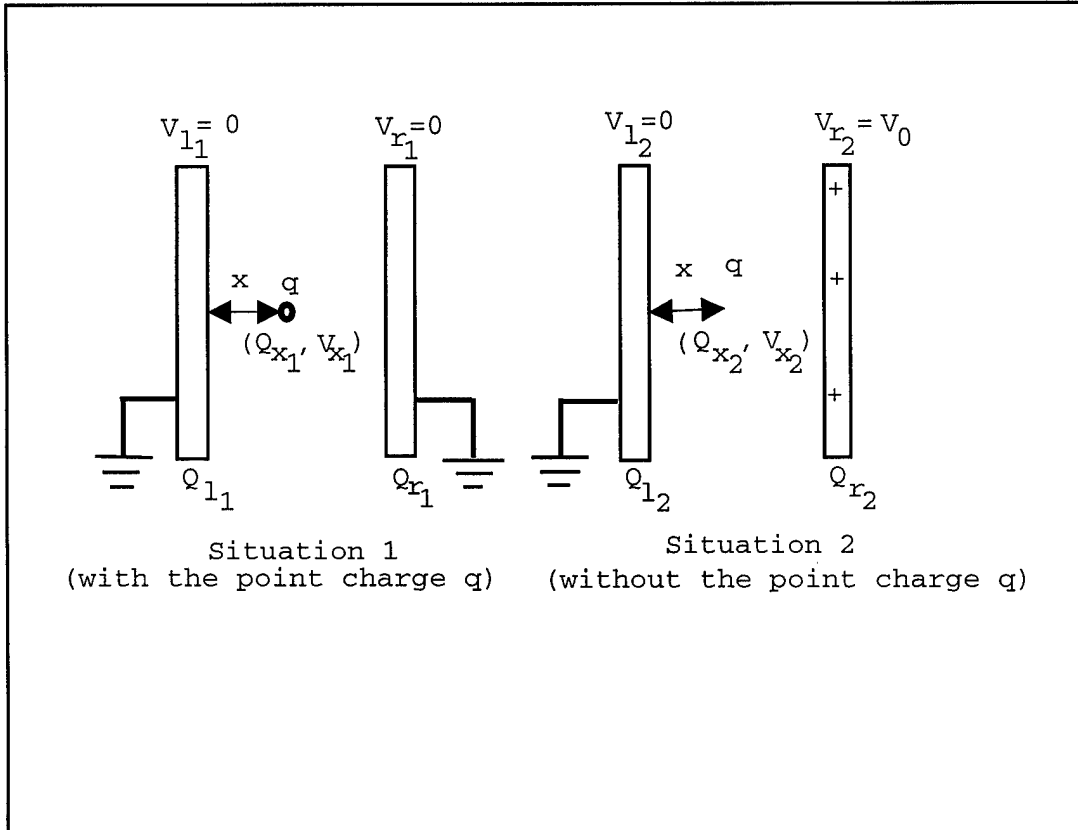 V_{l_1} = 0
V_{r_1}=0
V_{l_2}=0
V_{r_2}= V_0
x q
(Q_{x_1}, V_{x_1})
x q
(Q_{x_2}, V_{x_2})
+
+
+
Q_{l_1}
Q_{r_1}
Q_{l_2}
Q_{r_2}
Situation 1
(with the point charge q)
Situation 2
(without the point charge q)